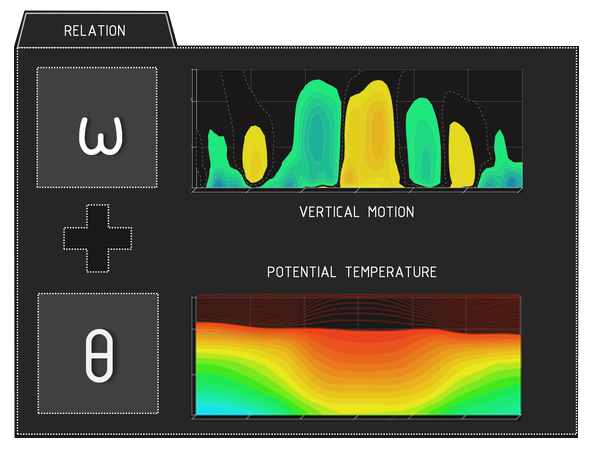 RELATION
ω
VERTICAL MOTION
POTENTIAL TEMPERATURE
θ